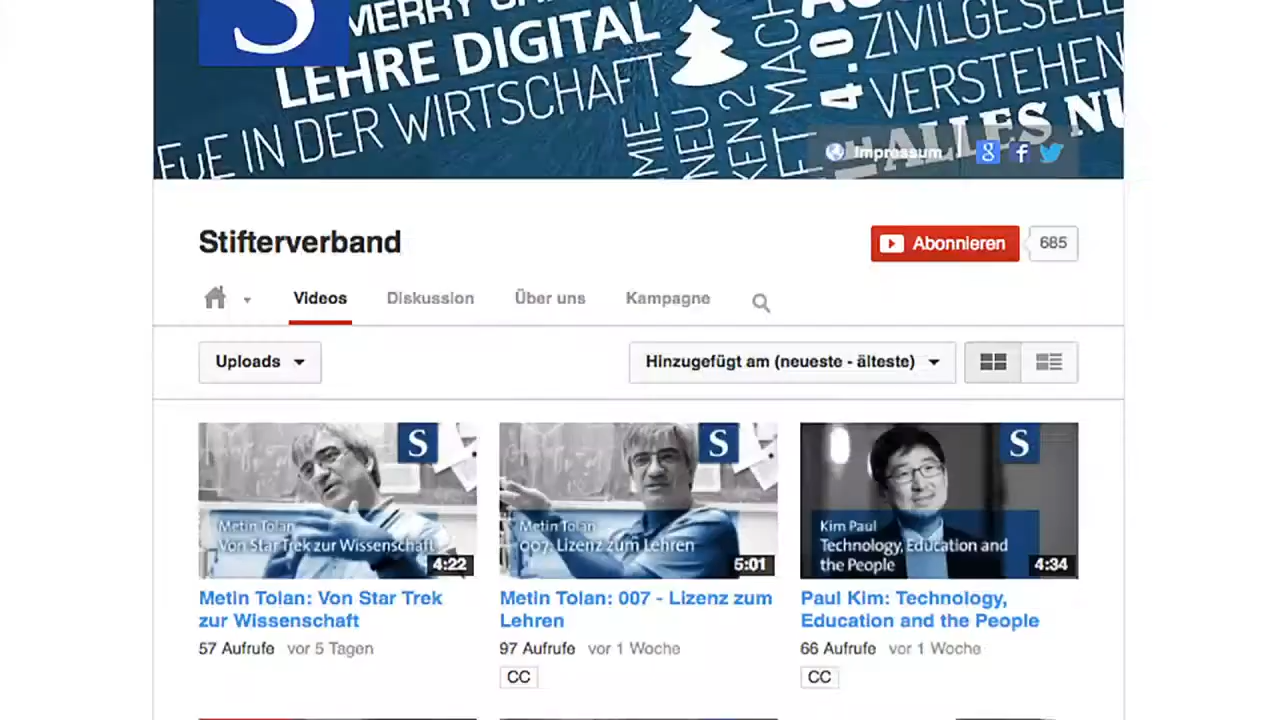 S
MERRY
LEHRE DIGITAL
IN DER WIRTSCHAFT
NEU
MACH
4.0
ZIVILGESELL
VERSTEHEN
ALLES NU
Impressum
Stifterverband
Abonnieren 685
Videos Diskussion Über uns Kampagne
Uploads Hinzugefügt am (neueste - älteste)
S
Metin Tolan
Von Star Trek zur Wissenschaft
4:22
S
Metin Tolan
007: Lizenz zum Lehren
5:01
S
Kim Paul
Technology, Education and
the People
4:34
Metin Tolan: Von Star Trek
zur Wissenschaft
57 Aufrufe vor 5 Tagen
Metin Tolan: 007 - Lizenz zum
Lehren
97 Aufrufe vor 1 Woche
CC
Paul Kim: Technology,
Education and the People
66 Aufrufe vor 1 Woche
CC